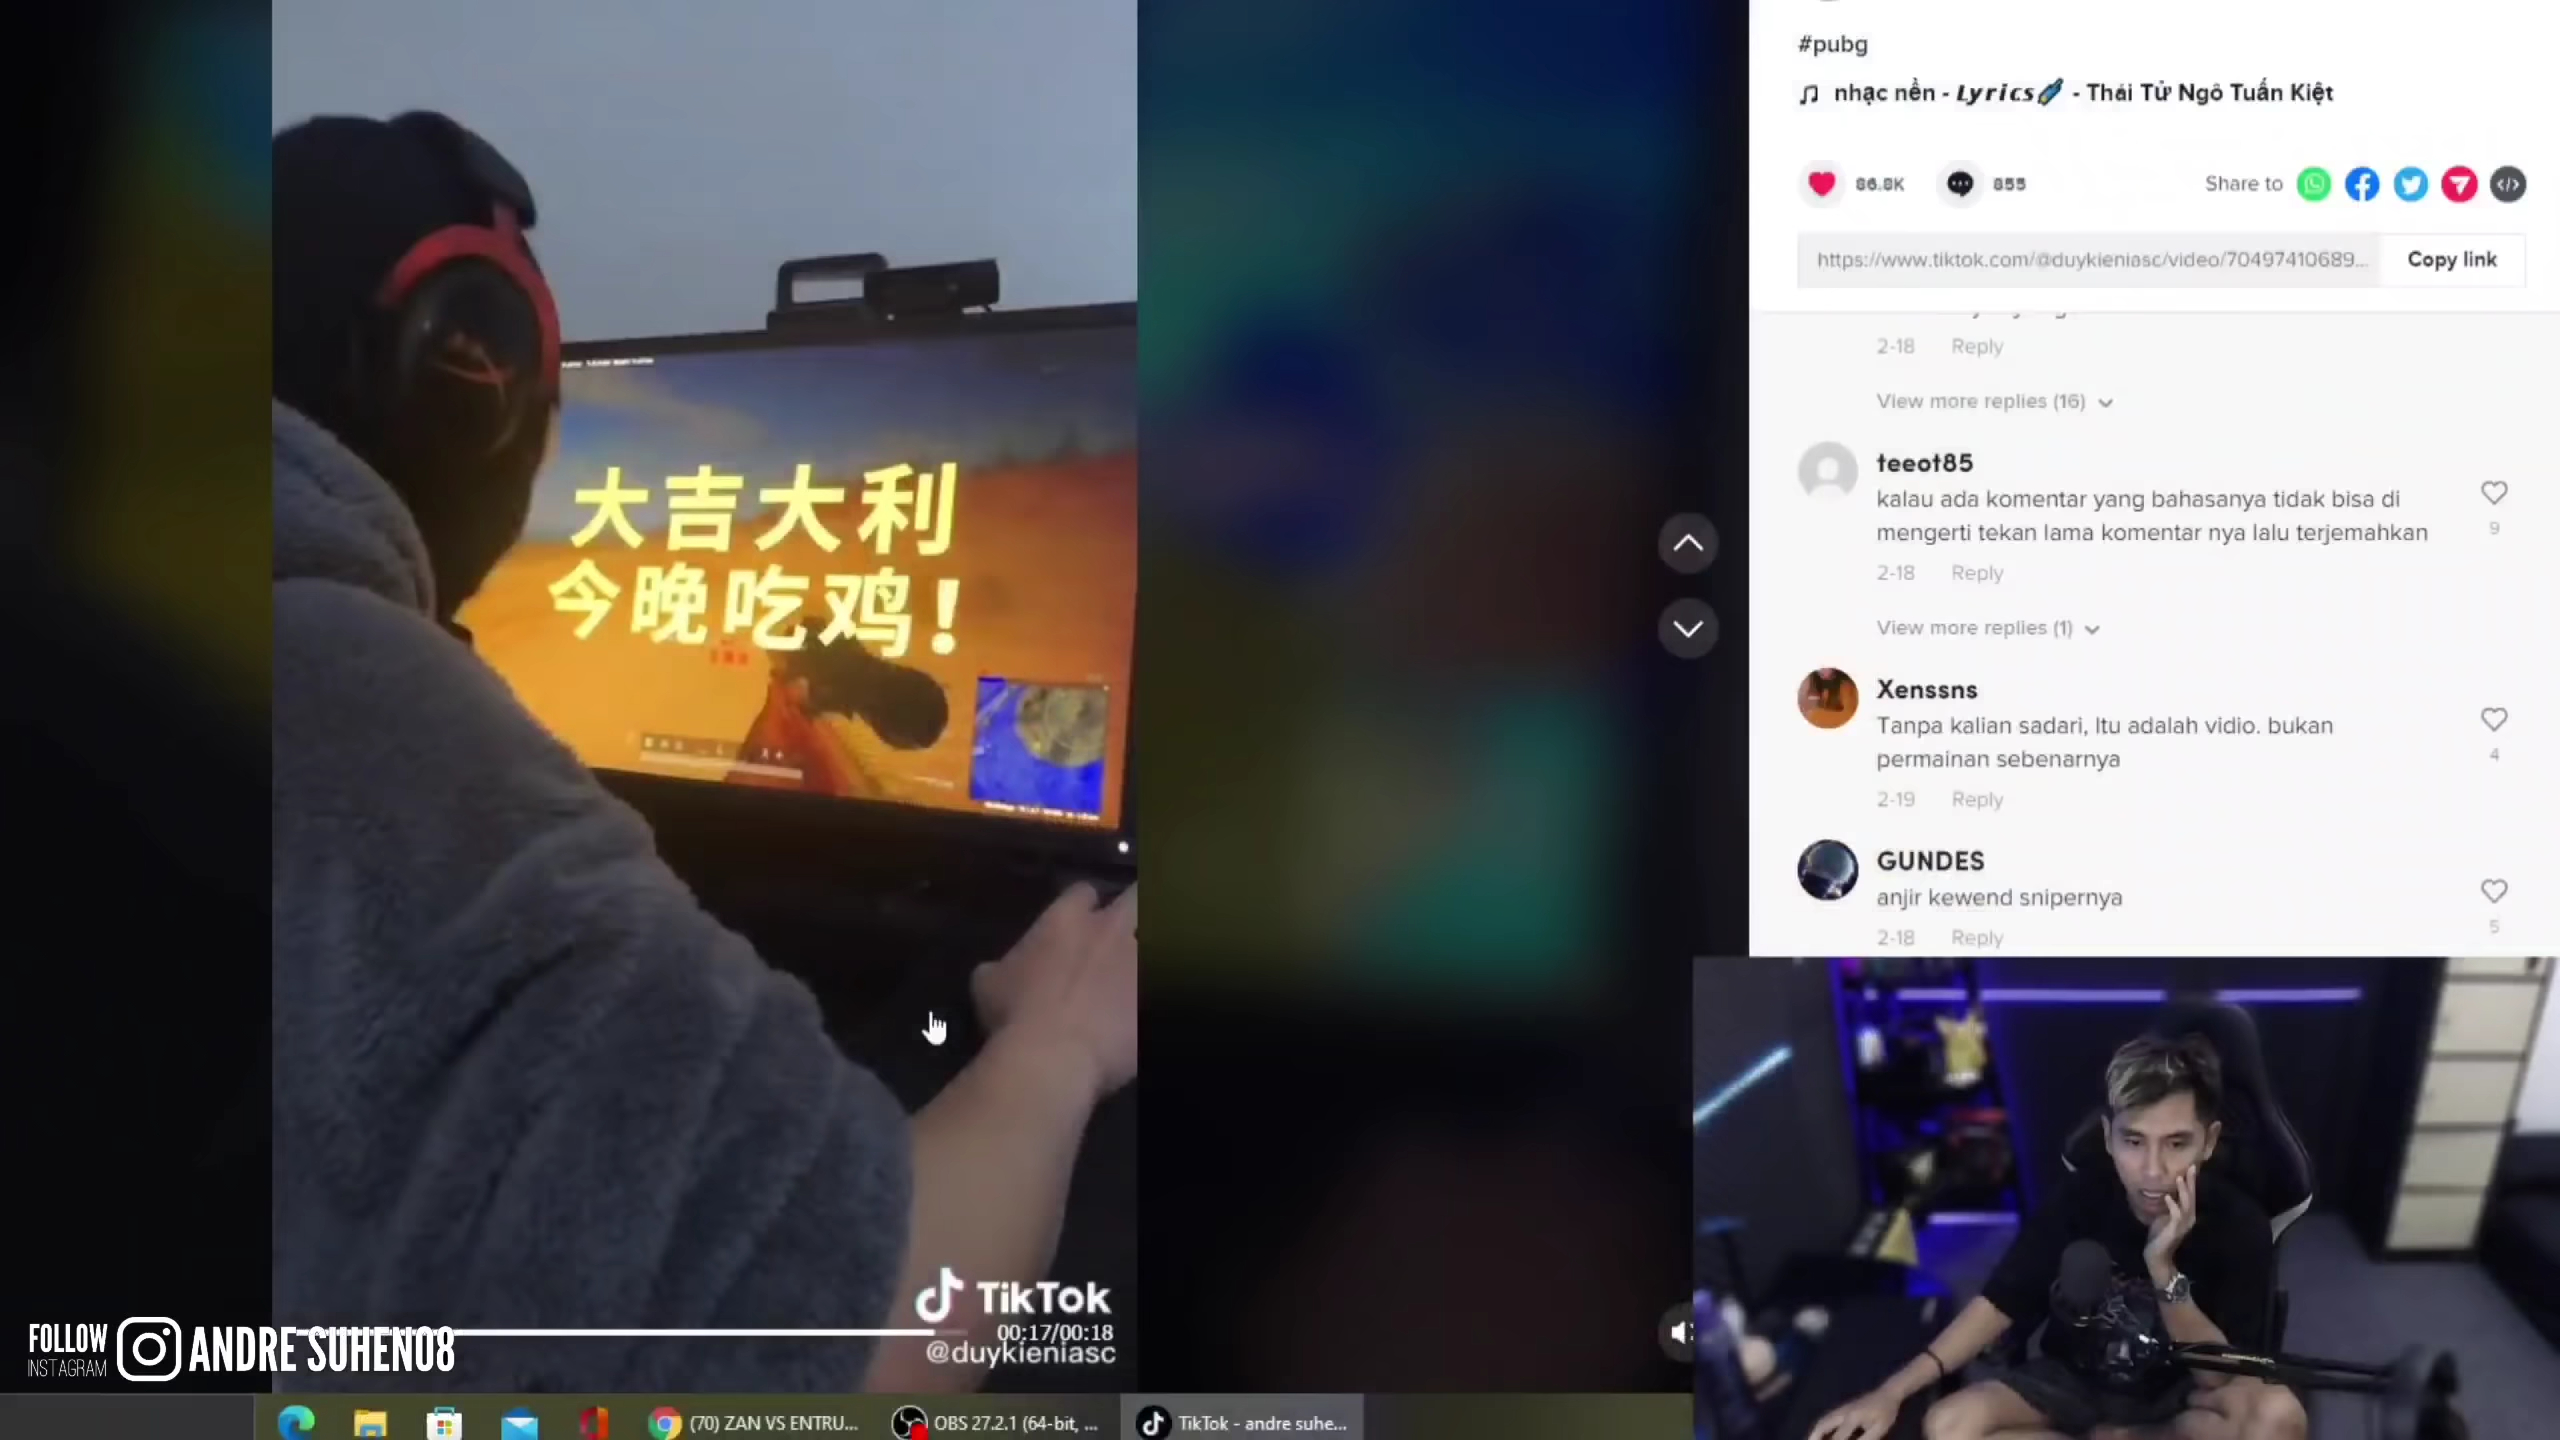 #pubg
nhạc nền - Lyrics - Thái Tử Ngô Tuấn Kiệt
86.8K
855
Share to
https://www.tiktok.com/@duykieniasc/video/70497410689...
Copy link
2-18 Reply
View more replies (16)
teeot85
kalau ada komentar yang bahasanya tidak bisa di
mengerti tekan lama komentar nya lalu terjemahkan
9
2-18 Reply
View more replies (1)
Xenssns
Tanpa kalian sadari, Itu adalah vidio. bukan
permainan sebenarnya
4
2-19 Reply
GUNDES
anjir kewend snipernya
5
2-18 Reply
大吉大利
今晚吃鸡!
TikTok
00:17/00:18
@duykieniasc
FOLLOW
INSTAGRAM
ANDRE SUHEN08
(70) ZAN VS ENTRU...
OBS 27.2.1 (64-bit, ...
TikTok - andre suhe...